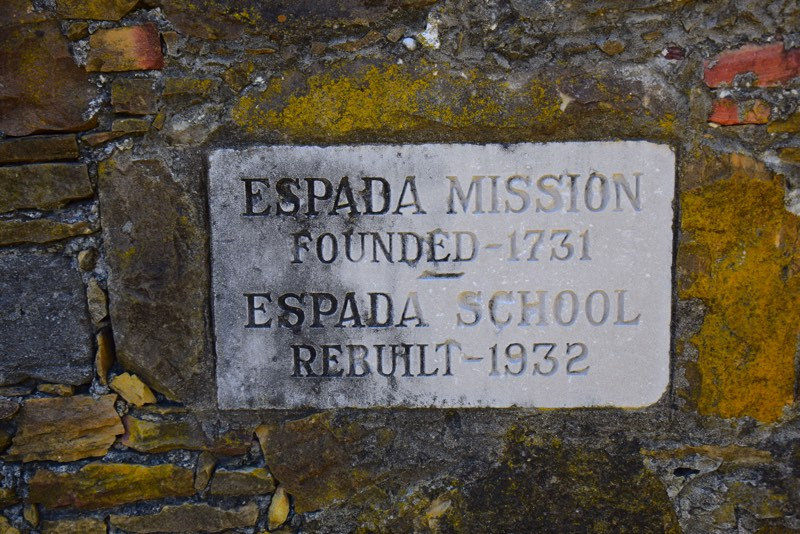 ESPADA MISSION
FOUNDED-1731
ESPADA SCHOOL
REBUILT-1932